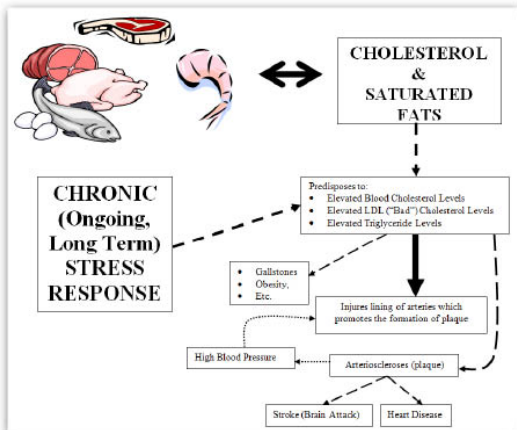 CHOLESTEROL
&
SATURATED
FATS
CHRONIC
(Ongoing,
Long Term)
STRESS
RESPONSE
Predisposes to:
• Elevated Blood Cholesterol Levels
• Elevated LDL ("Bad") Cholesterol Levels
• Elevated Triglyceride Levels
• Gallstones
• Obesity,
• Etc.
Injures lining of arteries which
promotes the formation of plaque
High Blood Pressure
Arterioscleroses (plaque)
Stroke (Brain Attack)
Heart Disease